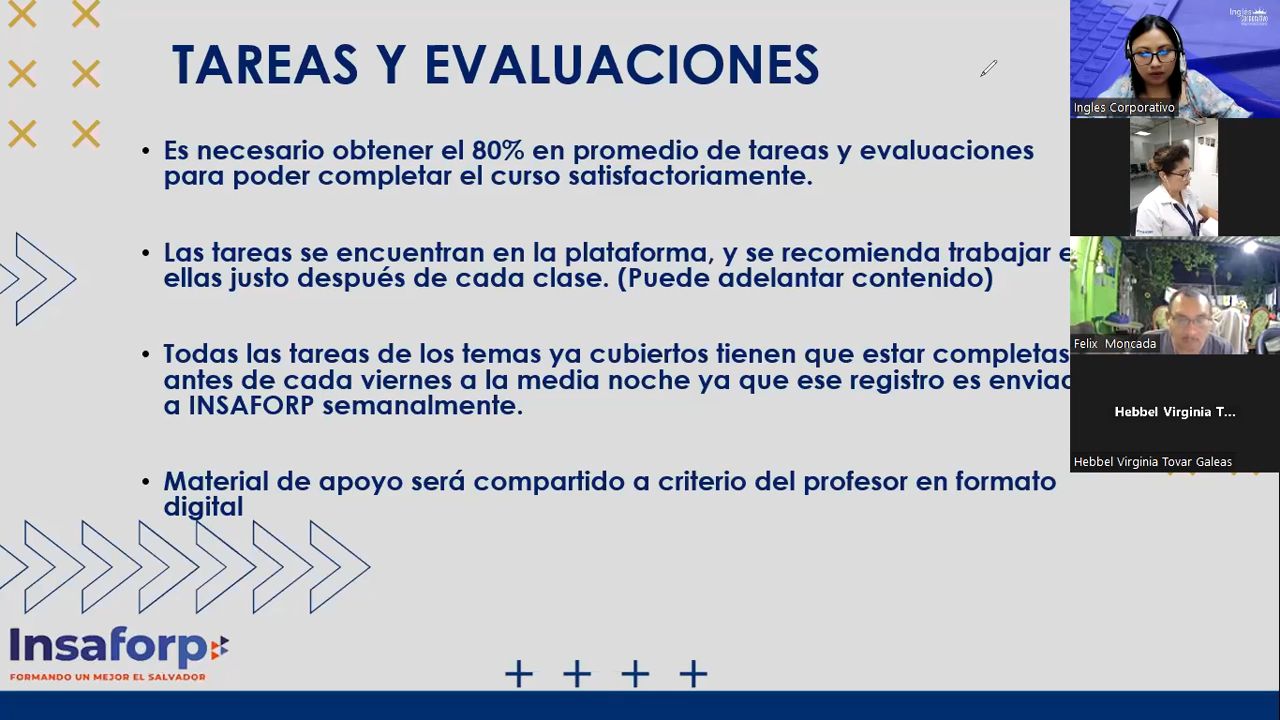 TAREAS Y EVALUACIONES
• Es necesario obtener el 80% en promedio de tareas y evaluaciones
para poder completar el curso satisfactoriamente.
• Las tareas se encuentran en la plataforma, y se recomienda trabajar e
ellas justo después de cada clase. (Puede adelantar contenido)
• Todas las tareas de los temas ya cubiertos tienen que estar completas
antes de cada viernes a la media noche ya que ese registro es enviad
a INSAFORP semanalmente.
• Material de apoyo será compartido a criterio del profesor en formato
digital
Insaforp
FORMANDO UN MEJOR EL SALVADOR
Ingles
Corporativo
Ingles Corporativo
Felix Moncada
Hebbel Virginia T...
Hebbel Virginia Tovar Galeas